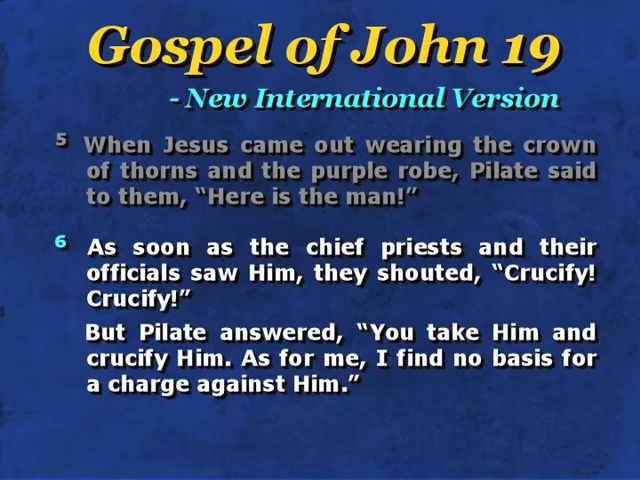 Gospel of John 19
- New International Version
5 When Jesus came out wearing the crown
of thorns and the purple robe, Pilate said
to them, “Here is the man!”
6 As soon as the chief priests and their
officials saw Him, they shouted, “Crucify!
Crucify!”
But Pilate answered, “You take Him and
crucify Him. As for me, I find no basis for
a charge against Him.”